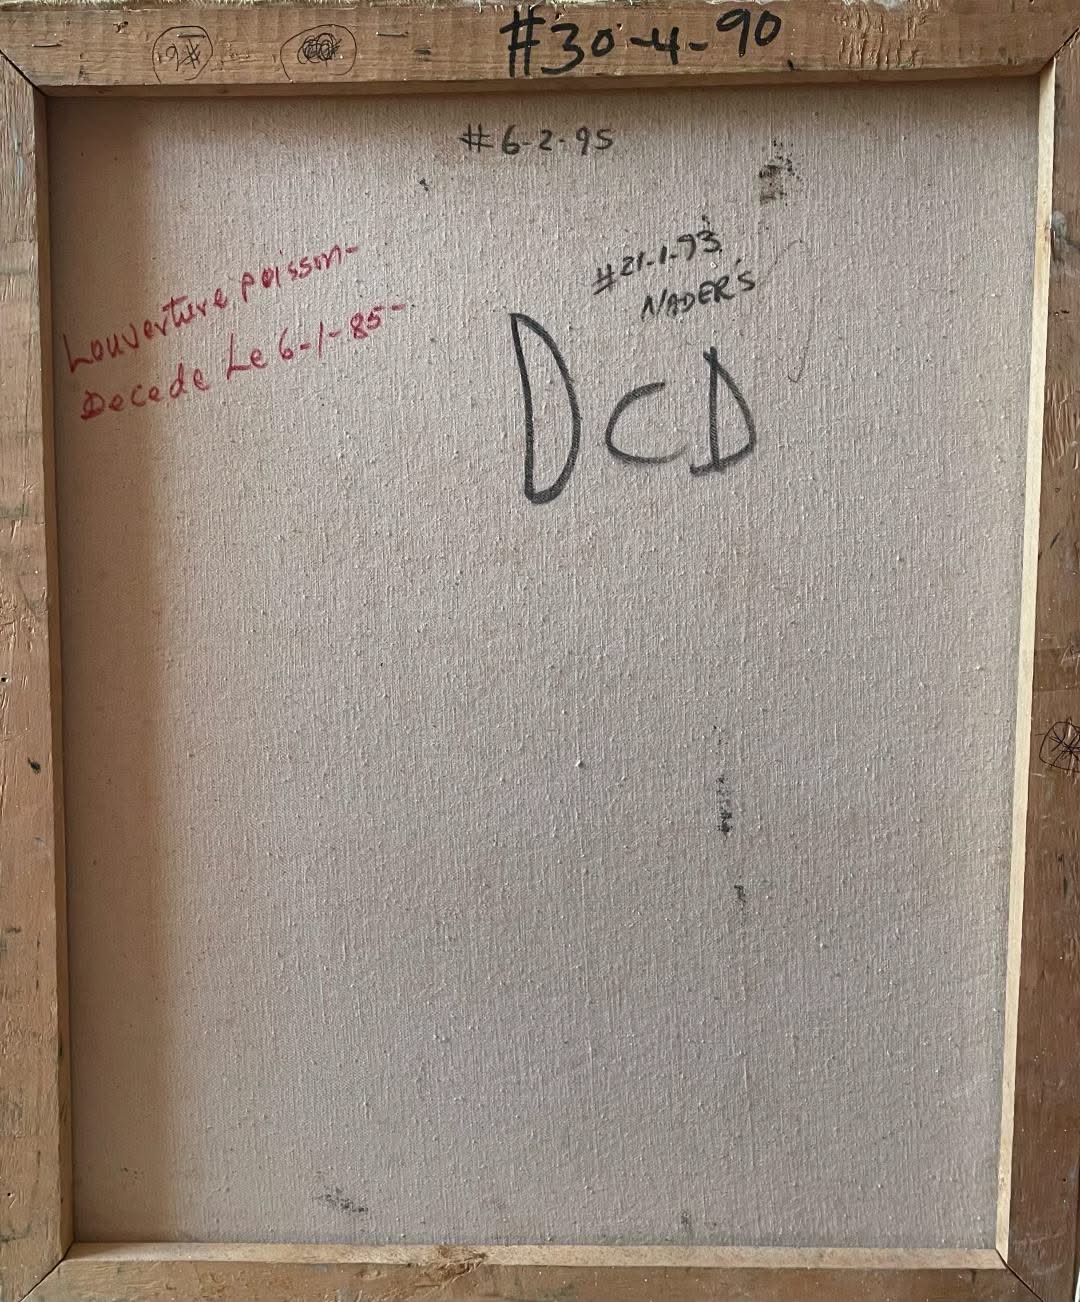 #30-4-90
#6-2-95
#21-1-93
NADER'S
Louverture poisson-
Decede Le 6-1-85-
DCD